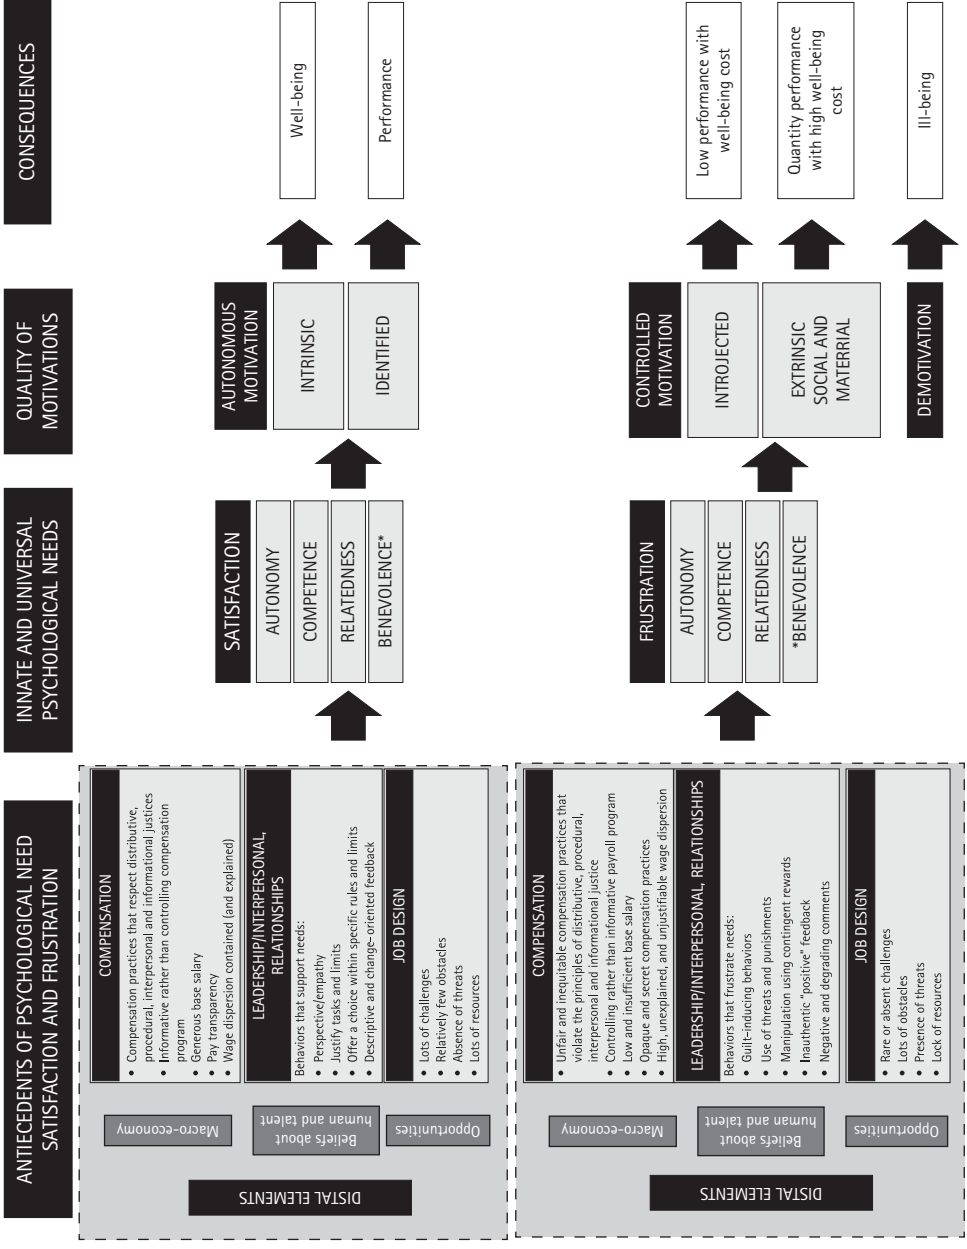 ANTIECEDENTS OF PSYCHOLOGICAL NEED
SATISFACTION AND FRUSTRATION
INNATE AND UNIVERSAL
PSYCHOLOGICAL NEEDS
QUALITY OF
MOTIVATIONS
CONSEQUENCES
DISTAL ELEMENTS
Macro-economy
Beliefs about
human and talent
Opportunities
COMPENSATION
• Compensation practices that respect distributive,
procedural, interpersonal and informational justices
• Informative rather than controlling compensation
program
• Generous base salary
• Pay transparency
• Wage dispersion contained (and explained)
LEADERSHIP/INTERPERSONAL,
RELATIONSHIPS
Behaviors that support needs:
• Perspective/empathy
• Justify tasks and limits
• Offer a choice within specific rules and limits
• Descriptive and change- oriented feedback
JOB DESIGN
• Lots of challenges
• Relatively few obstacles
• Absence of threats
• Lots of resources
SATISFACTION
AUTONOMY
COMPETENCE
RELATEDNESS
BENEVOLENCE*
AUTONOMOUS
MOTIVATION
INTRINSIC
IDENTIFIED
Well-being
Performance
DISTAL ELEMENTS
Macro-economy
Beliefs about
human and talent
Opportunities
COMPENSATION
• Unfair and inequitable compensation practices that
violate the principles of distributive, procedural,
interpersonal and informational justice
• Controlling rather than informative payroll program
• Low and insufficient base salary
• Opaque and secret compensation practices
• High, unexplained, and unjustifiable wage dispersion
LEADERSHIP/INTERPERSONAL, RELATIONSHIPS
Behaviors that frustrate needs:
• Guilt-inducing behaviors
• Use of threats and punishments
• Manipulation using contingent rewards
• Inauthentic "positive" feedback
• Negative and degrading comments
JOB DESIGN
• Rare or absent challenges
• Lots of obstacles
• Presence of threats
• Lock of resources
FRUSTRATION
AUTONOMY
COMPETENCE
RELATEDNESS
*BENEVOLENCE
CONTROLLED
MOTIVATION
INTROJECTED
EXTRINSIC
SOCIAL AND
MATERRIAL
DEMOTIVATION
Low performance with
well-being cost
Quantity performance
with high well-being
cost
Ill-being